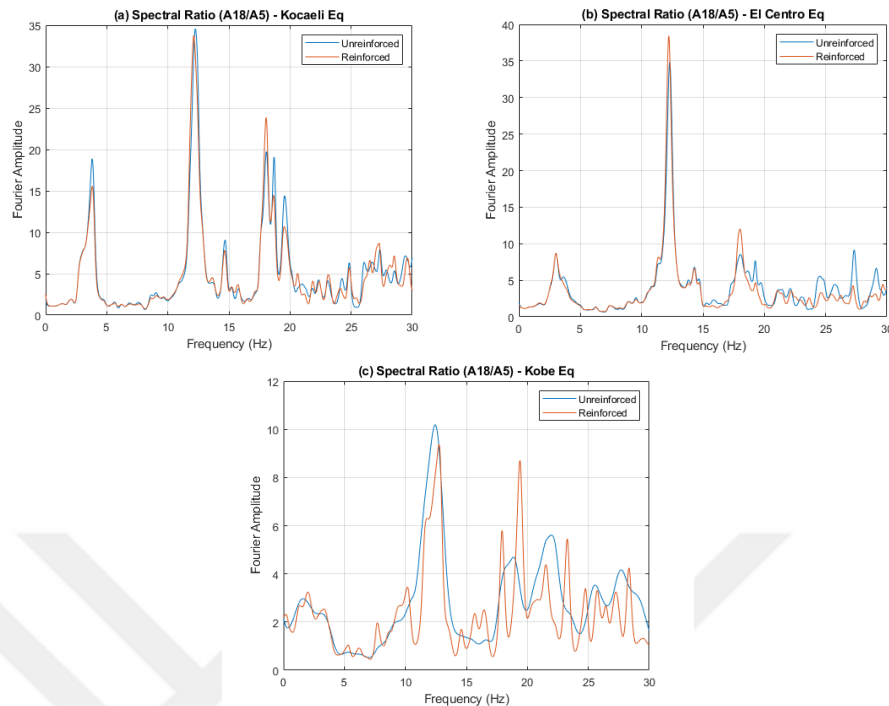 (a) Spectral Ratio (A18/A5) - Kocaeli Eq
35
30
25
20
15
10
5
0
Fourier Amplitude
Unreinforced
Reinforced
0 5 10 15 20 25 30
Frequency (Hz)
(b) Spectral Ratio (A18/A5) - El Centro Eq
40
35
30
25
20
15
10
5
0
Fourier Amplitude
Unreinforced
Reinforced
0 5 10 15 20 25 30
Frequency (Hz)
(c) Spectral Ratio (A18/A5) - Kobe Eq
12
10
8
6
4
2
0
Fourier Amplitude
Unreinforced
Reinforced
0 5 10 15 20 25 30
Frequency (Hz)